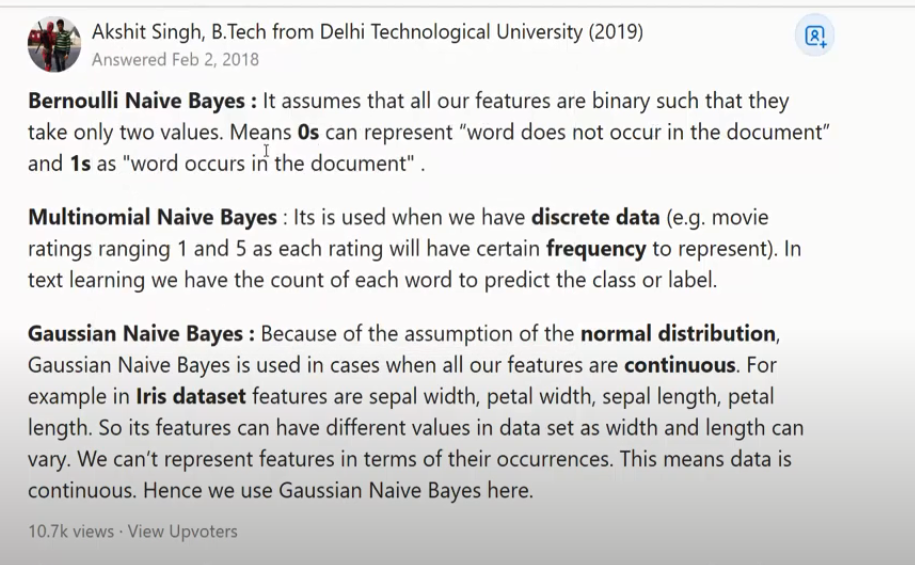 Akshit Singh, B.Tech from Delhi Technological University (2019)
Answered Feb 2, 2018
Bernoulli Naive Bayes : It assumes that all our features are binary such that they
take only two values. Means 0s can represent “word does not occur in the document”
and 1s as "word occurs in the document" .
Multinomial Naive Bayes : Its is used when we have discrete data (e.g. movie
ratings ranging 1 and 5 as each rating will have certain frequency to represent). In
text learning we have the count of each word to predict the class or label.
Gaussian Naive Bayes : Because of the assumption of the normal distribution,
Gaussian Naive Bayes is used in cases when all our features are continuous. For
example in Iris dataset features are sepal width, petal width, sepal length, petal
length. So its features can have different values in data set as width and length can
vary. We can’t represent features in terms of their occurrences. This means data is
continuous. Hence we use Gaussian Naive Bayes here.
10.7k views · View Upvoters